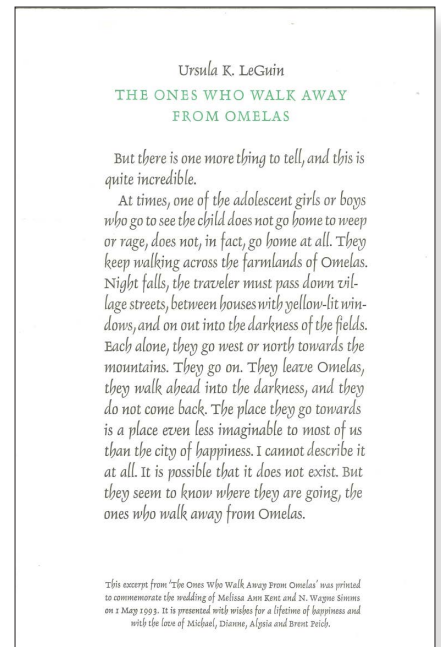 Ursula K. LeGuin
THE ONES WHO WALK AWAY
FROM OMELAS
But there is one more thing to tell, and this is
quite incredible.
At times, one of the adolescent girls or boys
who go to see the child does not go home to weep
or rage, does not, in fact, go home at all. They
keep walking across the farmlands of Omelas.
Night falls, the traveler must pass down vil-
lage streets, between houses with yellow-lit win-
dows, and on out into the darkness of the fields.
Each alone, they go west or north towards the
mountains. They go on. They leave Omelas,
they walk ahead into the darkness, and they
do not come back. The place they go towards
is a place even less imaginable to most of us
than the city of happiness. I cannot describe it
at all. It is possible that it does not exist. But
they seem to know where they are going, the
ones who walk away from Omelas.
This excerpt from 'The Ones Who Walk Away From Omelas' was printed
to commemorate the wedding of Melissa Ann Kent and N. Wayne Simms
on 1 May 1993. It is presented with wishes for a lifetime of happiness and
with the love of Michael, Dianne, Alysia and Brent Peich.